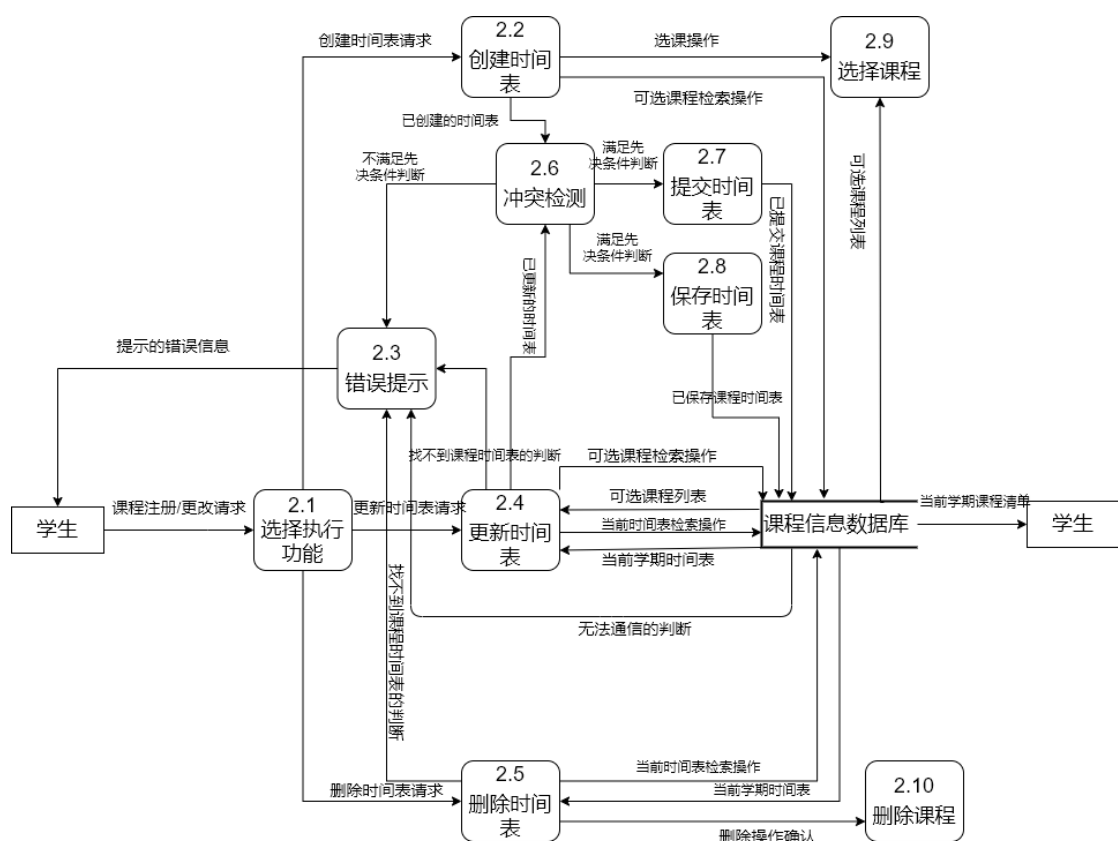 创建时间表请求
2.2
创建时间
表
选课操作
2.9
选择课程
可选课程检索操作
已创建的时间表
不满足先
决条件判断
2.6
冲突检测
满足先
决条件判断
2.7
提交时间
表
已提交课程时间表
可选课程列表
满足先
决条件判断
2.8
保存时间
表
已更新的时间表
提示的错误信息
2.3
错误提示
已保存课程时间表
找不到课程时间表的判断
可选课程检索操作
学生
课程注册/更改请求
2.1
选择执行
功能
更新时间表请求
2.4
更新时间
表
可选课程列表
当前时间表检索操作
当前学期时间表
课程信息数据库
当前学期课程清单
学生
无法通信的判断
找不到课程时间表的判断
删除时间表请求
2.5
删除时间
表
当前时间表检索操作
当前学期时间表
删除操作确认
2.10
删除课程